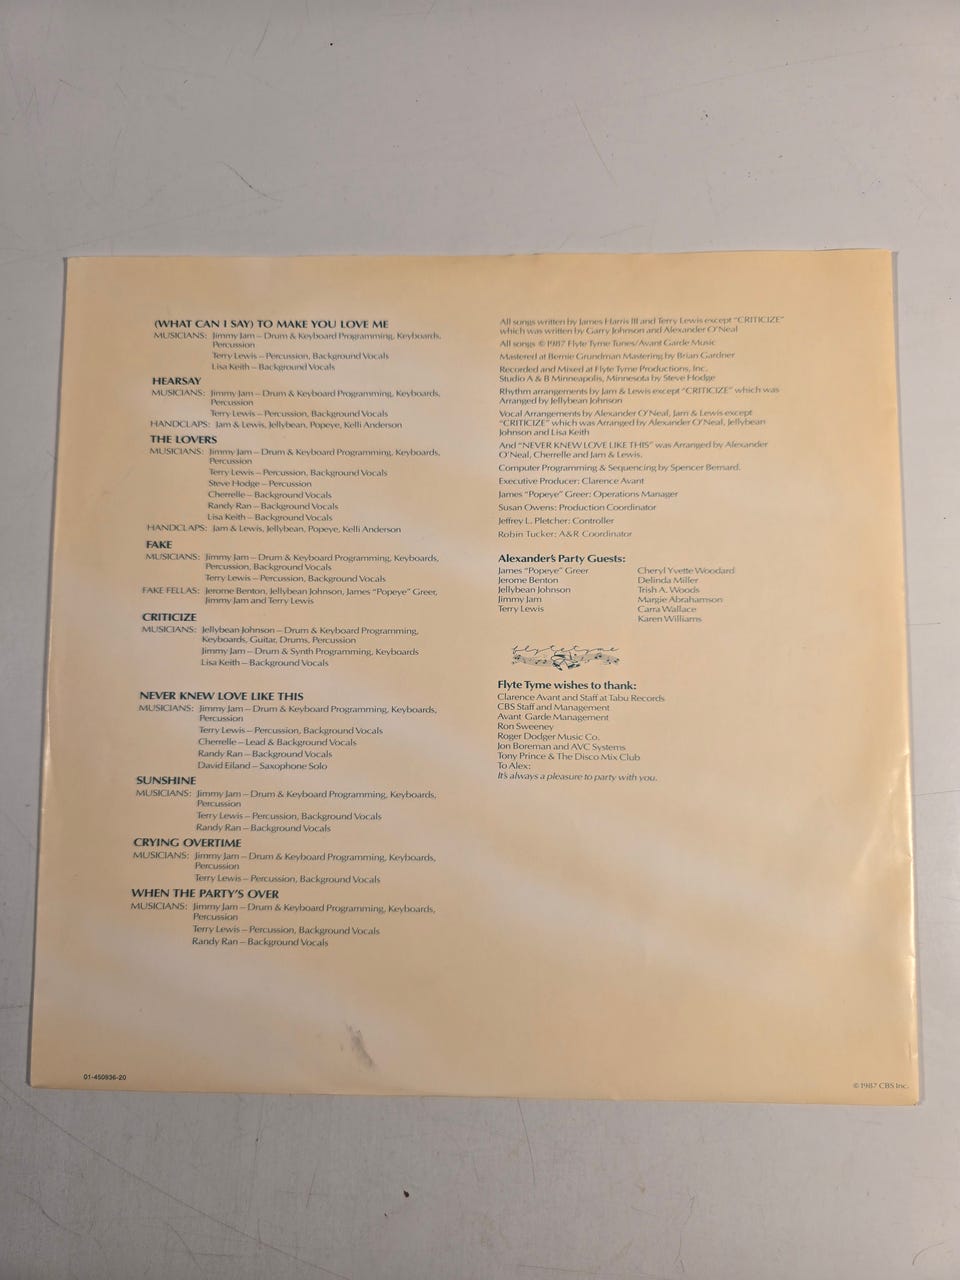 (WHAT CAN I SAY) TO MAKE YOU LOVE ME
MUSICIANS: Jimmy Jam – Drum & Keyboard Programming, Keyboards,
Percussion
Terry Lewis – Percussion, Background Vocals
Lisa Keith – Background Vocals
HEARSAY
MUSICIANS: Jimmy Jam – Drum & Keyboard Programming, Keyboards,
Percussion
Terry Lewis – Percussion, Background Vocals
HANDCLAPS: Jam & Lewis, Jellybean, Popeye, Kelli Anderson
THE LOVERS
MUSICIANS: Jimmy Jam – Drum & Keyboard Programming, Keyboards,
Percussion
Terry Lewis – Percussion, Background Vocals
Steve Hodge – Percussion
Cherrelle – Background Vocals
Randy Ran – Background Vocals
Lisa Keith – Background Vocals
HANDCLAPS: Jam & Lewis, Jellybean, Popeye, Kelli Anderson
FAKE
MUSICIANS: Jimmy Jam – Drum & Keyboard Programming, Keyboards,
Percussion, Background Vocals
Terry Lewis – Percussion, Background Vocals
FAKE FELLAS: Jerome Benton, Jellybean Johnson, James "Popeye" Greer,
Jimmy Jam and Terry Lewis
CRITICIZE
MUSICIANS: Jellybean Johnson – Drum & Keyboard Programming,
Keyboards, Guitar, Drums, Percussion
Jimmy Jam – Drum & Synth Programming, Keyboards
Lisa Keith – Background Vocals
NEVER KNEW LOVE LIKE THIS
MUSICIANS: Jimmy Jam – Drum & Keyboard Programming, Keyboards,
Percussion
Terry Lewis – Percussion, Background Vocals
Cherrelle – Lead & Background Vocals
Randy Ran – Background Vocals
David Eiland – Saxophone Solo
SUNSHINE
MUSICIANS: Jimmy Jam – Drum & Keyboard Programming, Keyboards,
Percussion
Terry Lewis – Percussion, Background Vocals
Randy Ran – Background Vocals
CRYING OVERTIME
MUSICIANS: Jimmy Jam – Drum & Keyboard Programming, Keyboards,
Percussion
Terry Lewis – Percussion, Background Vocals
WHEN THE PARTY'S OVER
MUSICIANS: Jimmy Jam – Drum & Keyboard Programming, Keyboards,
Percussion
Terry Lewis – Percussion, Background Vocals
Randy Ran – Background Vocals
01-450936-20
All songs written by James Harris III and Terry Lewis except "CRITICIZE"
which was written by Garry Johnson and Alexander O'Neal
All songs © 1987 Flyte Tyme Tunes/Avant Garde Music
Mastered at Bernie Grundman Mastering by Brian Gardner
Recorded and Mixed at Flyte Tyme Productions, Inc.
Studio A & B Minneapolis, Minnesota by Steve Hodge
Rhythm arrangements by Jam & Lewis except "CRITICIZE" which was
Arranged by Jellybean Johnson
Vocal Arrangements by Alexander O'Neal, Jam & Lewis except
"CRITICIZE" which was Arranged by Alexander O'Neal, Jellybean
Johnson and Lisa Keith
And "NEVER KNEW LOVE LIKE THIS" was Arranged by Alexander
O'Neal, Cherrelle and Jam & Lewis.
Computer Programming & Sequencing by Spencer Bernard.
Executive Producer: Clarence Avant
James "Popeye" Greer: Operations Manager
Susan Owens: Production Coordinator
Jeffrey L. Pletcher: Controller
Robin Tucker: A&R Coordinator
Alexander's Party Guests:
James "Popeye" Greer
Jerome Benton
Jellybean Johnson
Jimmy Jam
Terry Lewis
Cheryl Yvette Woodard
Delinda Miller
Trish A. Woods
Margie Abrahamson
Carra Wallace
Karen Williams
flytetyme
Flyte Tyme wishes to thank:
Clarence Avant and Staff at Tabu Records
CBS Staff and Management
Avant Garde Management
Ron Sweeney
Roger Dodger Music Co.
Jon Boreman and AVC Systems
Tony Prince & The Disco Mix Club
To Alex:
It's always a pleasure to party with you.
© 1987 CBS Inc.